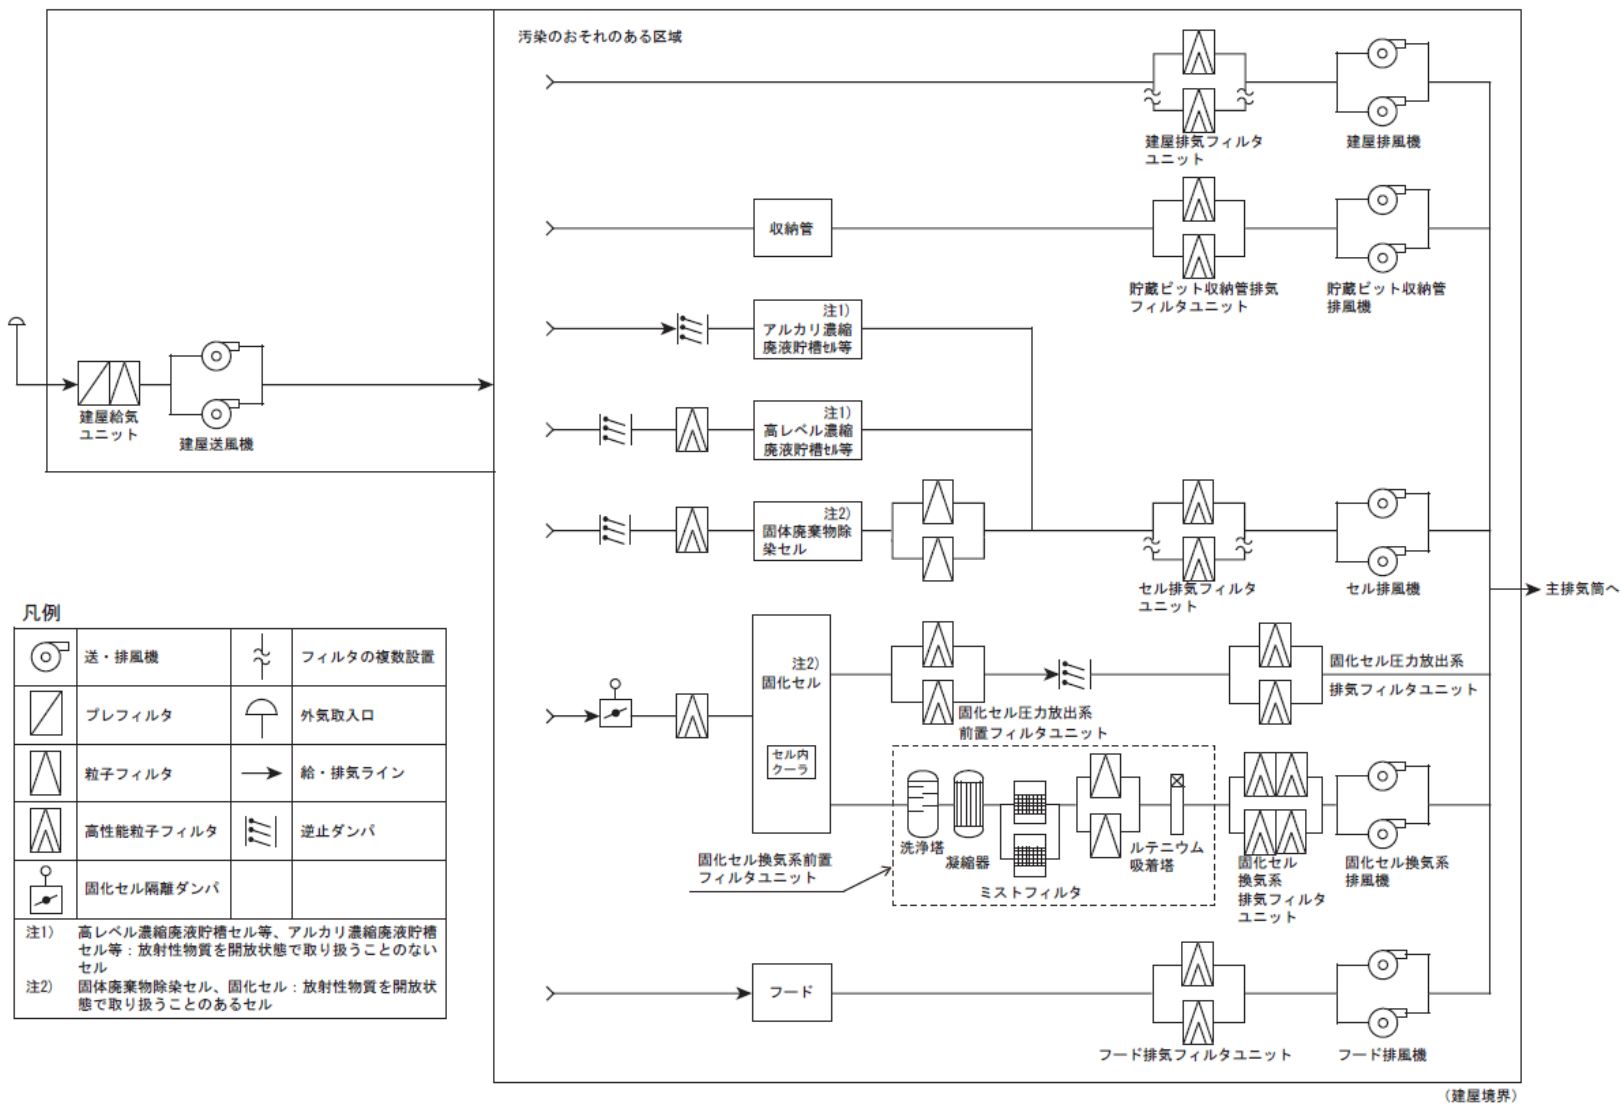 汚染のおそれのある区域
建屋排気フィルタ
ユニット
建屋排風機
収納管
貯蔵ピット収納管排気
フィルタユニット
貯蔵ピット収納管
排風機
注1)
アルカリ濃縮
廃液貯槽ｾﾙ等
建屋給気
ユニット
建屋送風機
注1)
高レベル濃縮
廃液貯槽ｾﾙ等
注2)
固体廃棄物除
染セル
セル排気フィルタ
ユニット
セル排風機
主排気筒へ
注2)
固化セル
セル内
クーラ
固化セル圧力放出系
前置フィルタユニット
固化セル圧力放出系
排気フィルタユニット
固化セル換気系前置
フィルタユニット
洗浄塔
凝縮器
ミストフィルタ
ルテニウム
吸着塔
固化セル
換気系
排気フィルタ
ユニット
固化セル換気系
排風機
フード
フード排気フィルタユニット
フード排風機
(建屋境界)
凡例
送・排風機
フィルタの複数設置
プレフィルタ
外気取入口
粒子フィルタ
給・排気ライン
高性能粒子フィルタ
逆止ダンパ
固化セル隔離ダンパ
注1) 高レベル濃縮廃液貯槽セル等、アルカリ濃縮廃液貯槽
セル等：放射性物質を開放状態で取り扱うことのない
セル
注2) 固体廃棄物除染セル、固化セル：放射性物質を開放状
態で取り扱うことのあるセル